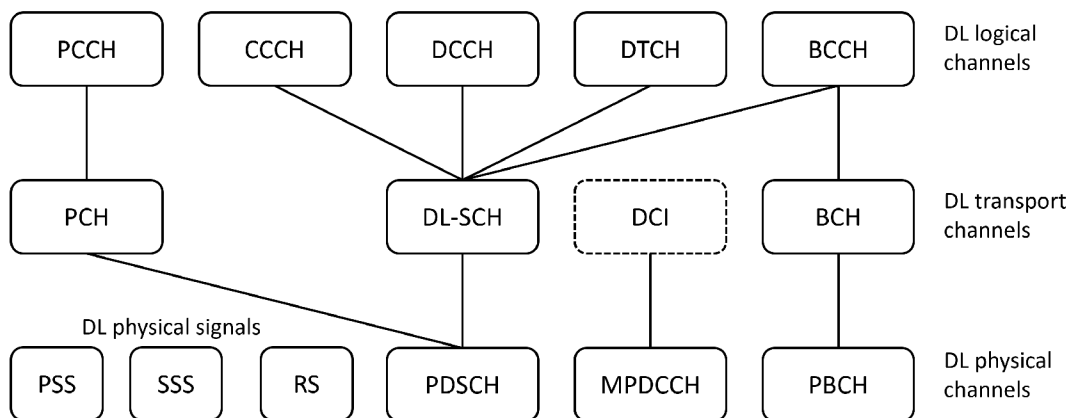 PCCH
CCCH
DCCH
DTCH
BCCH
DL logical
channels
PCH
DL-SCH
DCI
BCH
DL transport
channels
DL physical signals
PSS
SSS
RS
PDSCH
MPDCCH
PBCH
DL physical
channels